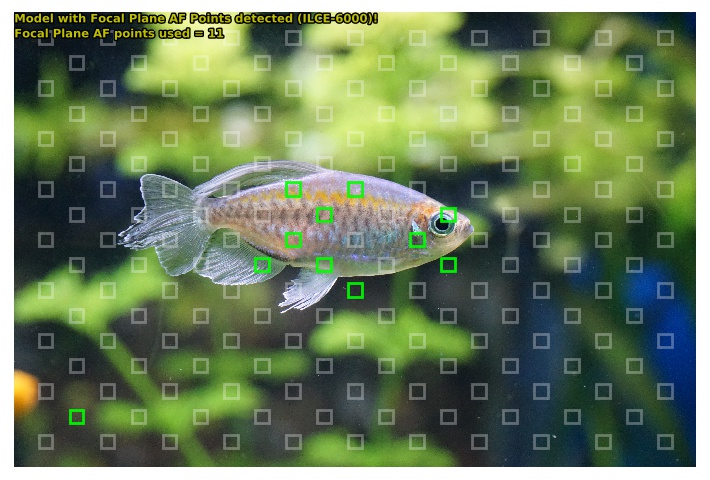 Model with Focal Plane AF Points detected (ILCE-6000)!
Focal Plane AF points used = 11